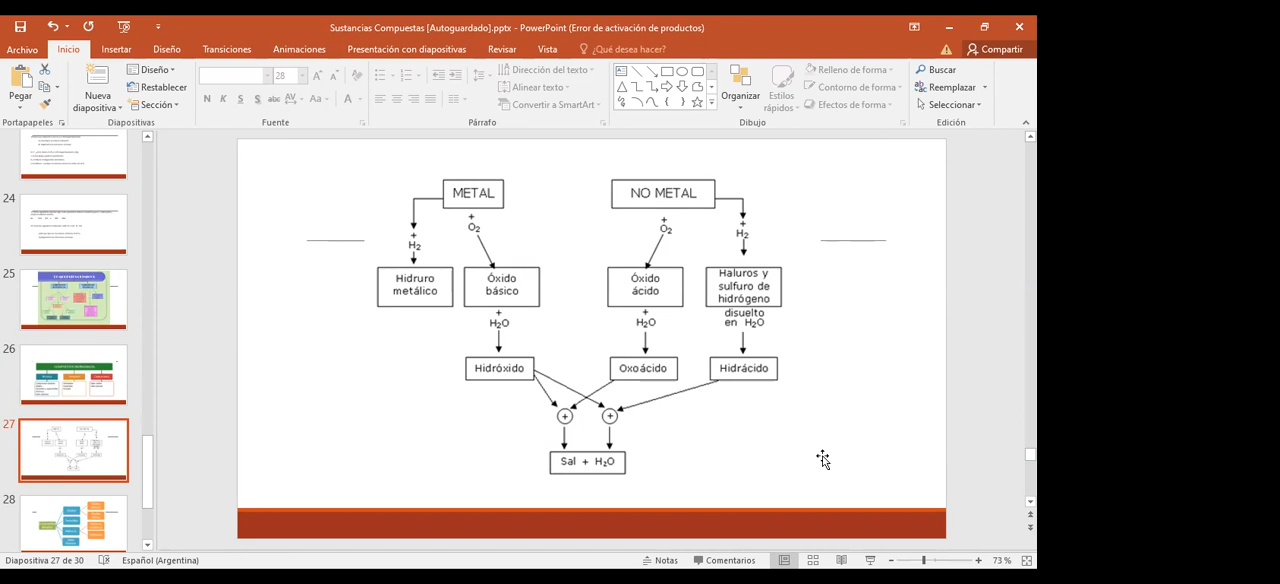 Sustancias Compuestas [Autoguardado].pptx - PowerPoint (Error de activación de productos)
Archivo Inicio Insertar Diseño Transiciones Animaciones Presentación con diapositivas Revisar Vista ¿Qué desea hacer? Compartir
Pegar
Portapapeles
Nueva
diapositiva
Diseño
Restablecer
Sección
Diapositivas
28
N K S S abc AV Aa A
Fuente
Dirección del texto
Alinear texto
Convertir a SmartArt
Párrafo
Organizar
Estilos
rápidos
Relleno de forma
Contorno de forma
Efectos de forma
Dibujo
Buscar
Reemplazar
Seleccionar
Edición
24
25
26
27
28
METAL
NO METAL
+
H₂
+
O₂
+
O₂
+
H₂
Hidruro
metálico
Óxido
básico
Óxido
ácido
Haluros y
sulfuro de
hidrógeno
+
H₂O
+
H₂O
disuelto
en H₂O
Hidróxido
Oxoácido
Hidrácido
+
+
Sal + H₂O
Diapositiva 27 de 30 Español (Argentina) Notas Comentarios 73 %